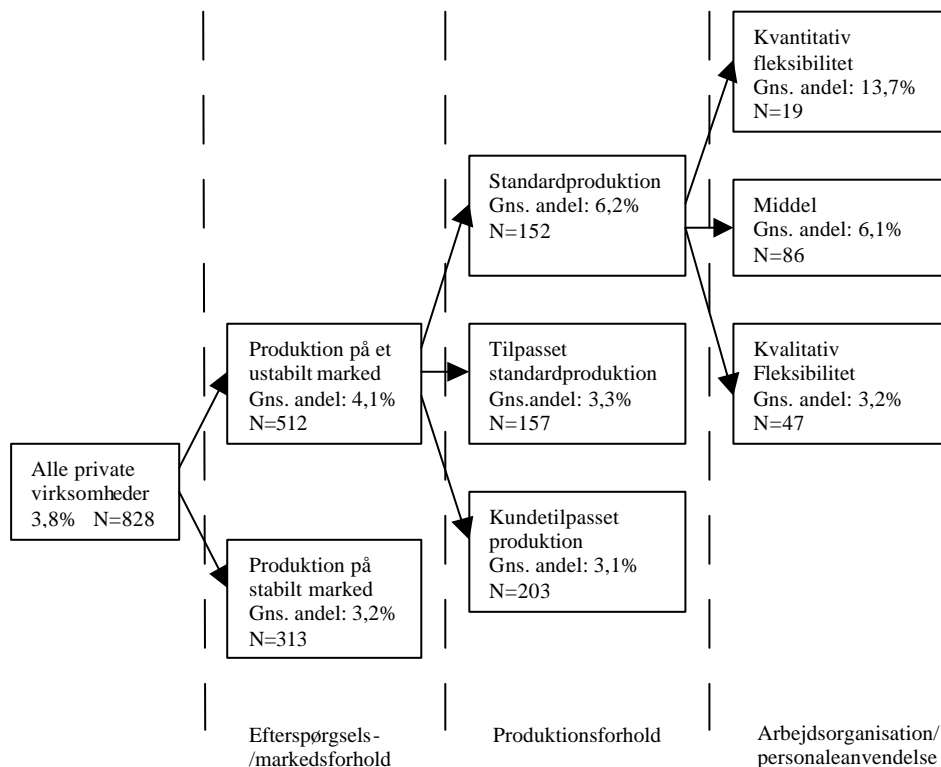 Alle private
virksomheder
3,8% N=828
Produktion på et
ustabilt marked
Gns. andel: 4,1%
N=512
Produktion på
stabilt marked
Gns. andel: 3,2%
N=313
Standardproduktion
Gns. andel: 6,2%
N=152
Tilpasset
standardproduktion
Gns.andel: 3,3%
N=157
Kundetilpasset
produktion
Gns. andel: 3,1%
N=203
Kvantitativ
fleksibilitet
Gns. andel: 13,7%
N=19
Middel
Gns. andel: 6,1%
N=86
Kvalitativ
Fleksibilitet
Gns. andel: 3,2%
N=47
Efterspørgsels-
/markedsforhold
Produktionsforhold
Arbejdsorganisation/
personaleanvendelse